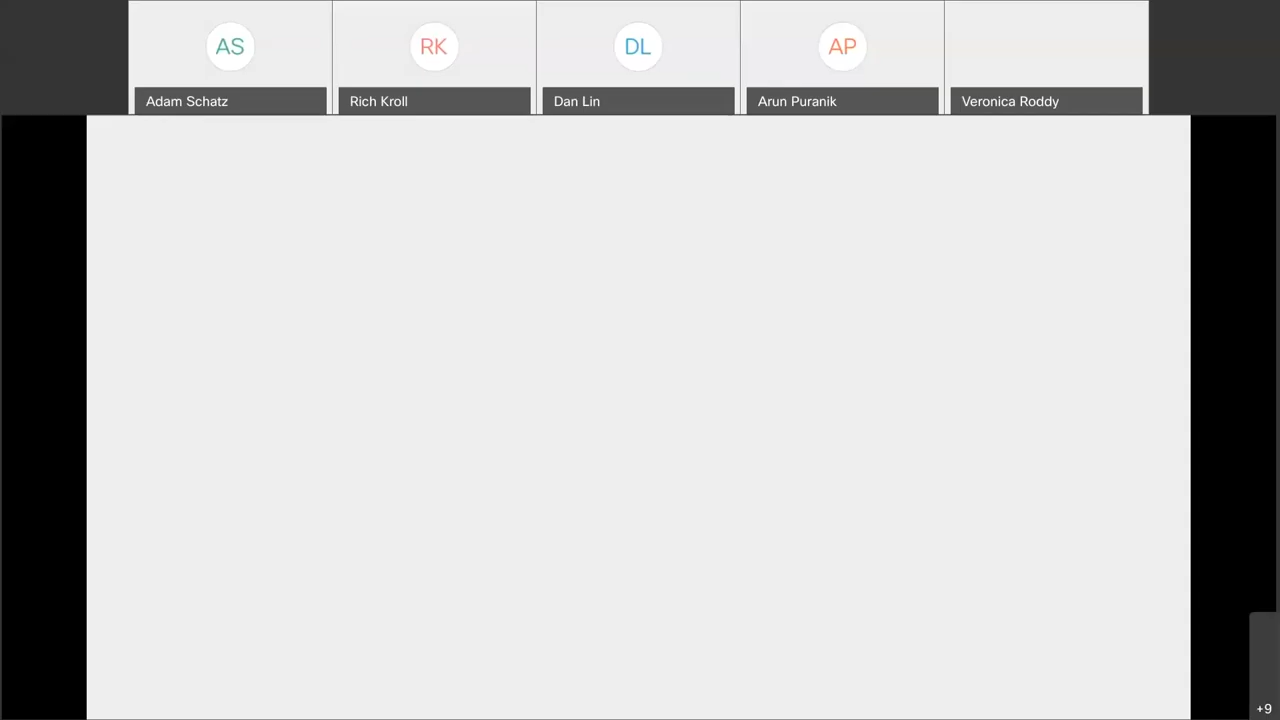 AS
RK
DL
AP
Adam Schatz
Rich Kroll
Dan Lin
Arun Puranik
Veronica Roddy
+9